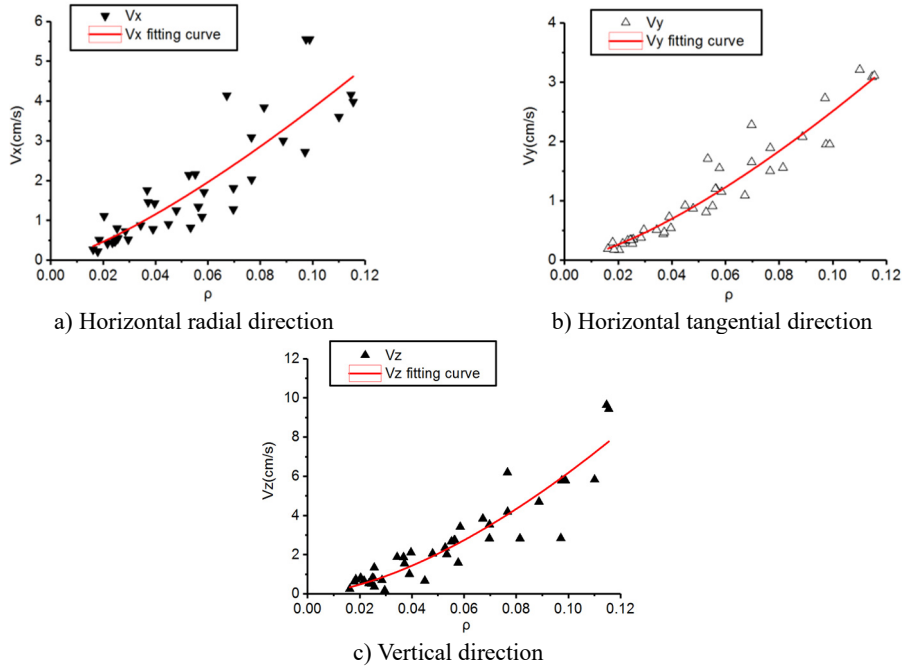 Vx
Vx fitting curve
6
5
4
3
2
1
0
Vx(cm/s)
0.00 0.02 0.04 0.06 0.08 0.10 0.12
ρ
a) Horizontal radial direction
Vy
Vy fitting curve
4
3
2
1
0
Vy(cm/s)
0.00 0.02 0.04 0.06 0.08 0.10 0.12
ρ
b) Horizontal tangential direction
Vz
Vz fitting curve
12
10
8
6
4
2
0
Vz(cm/s)
0.00 0.02 0.04 0.06 0.08 0.10 0.12
ρ
c) Vertical direction